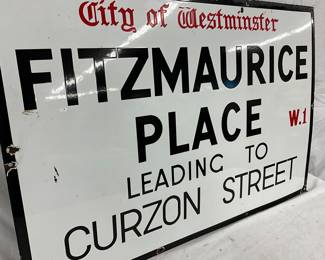 City of Westminster
FITZMAURICE
PLACE W.1
LEADING TO
CURZON STREET